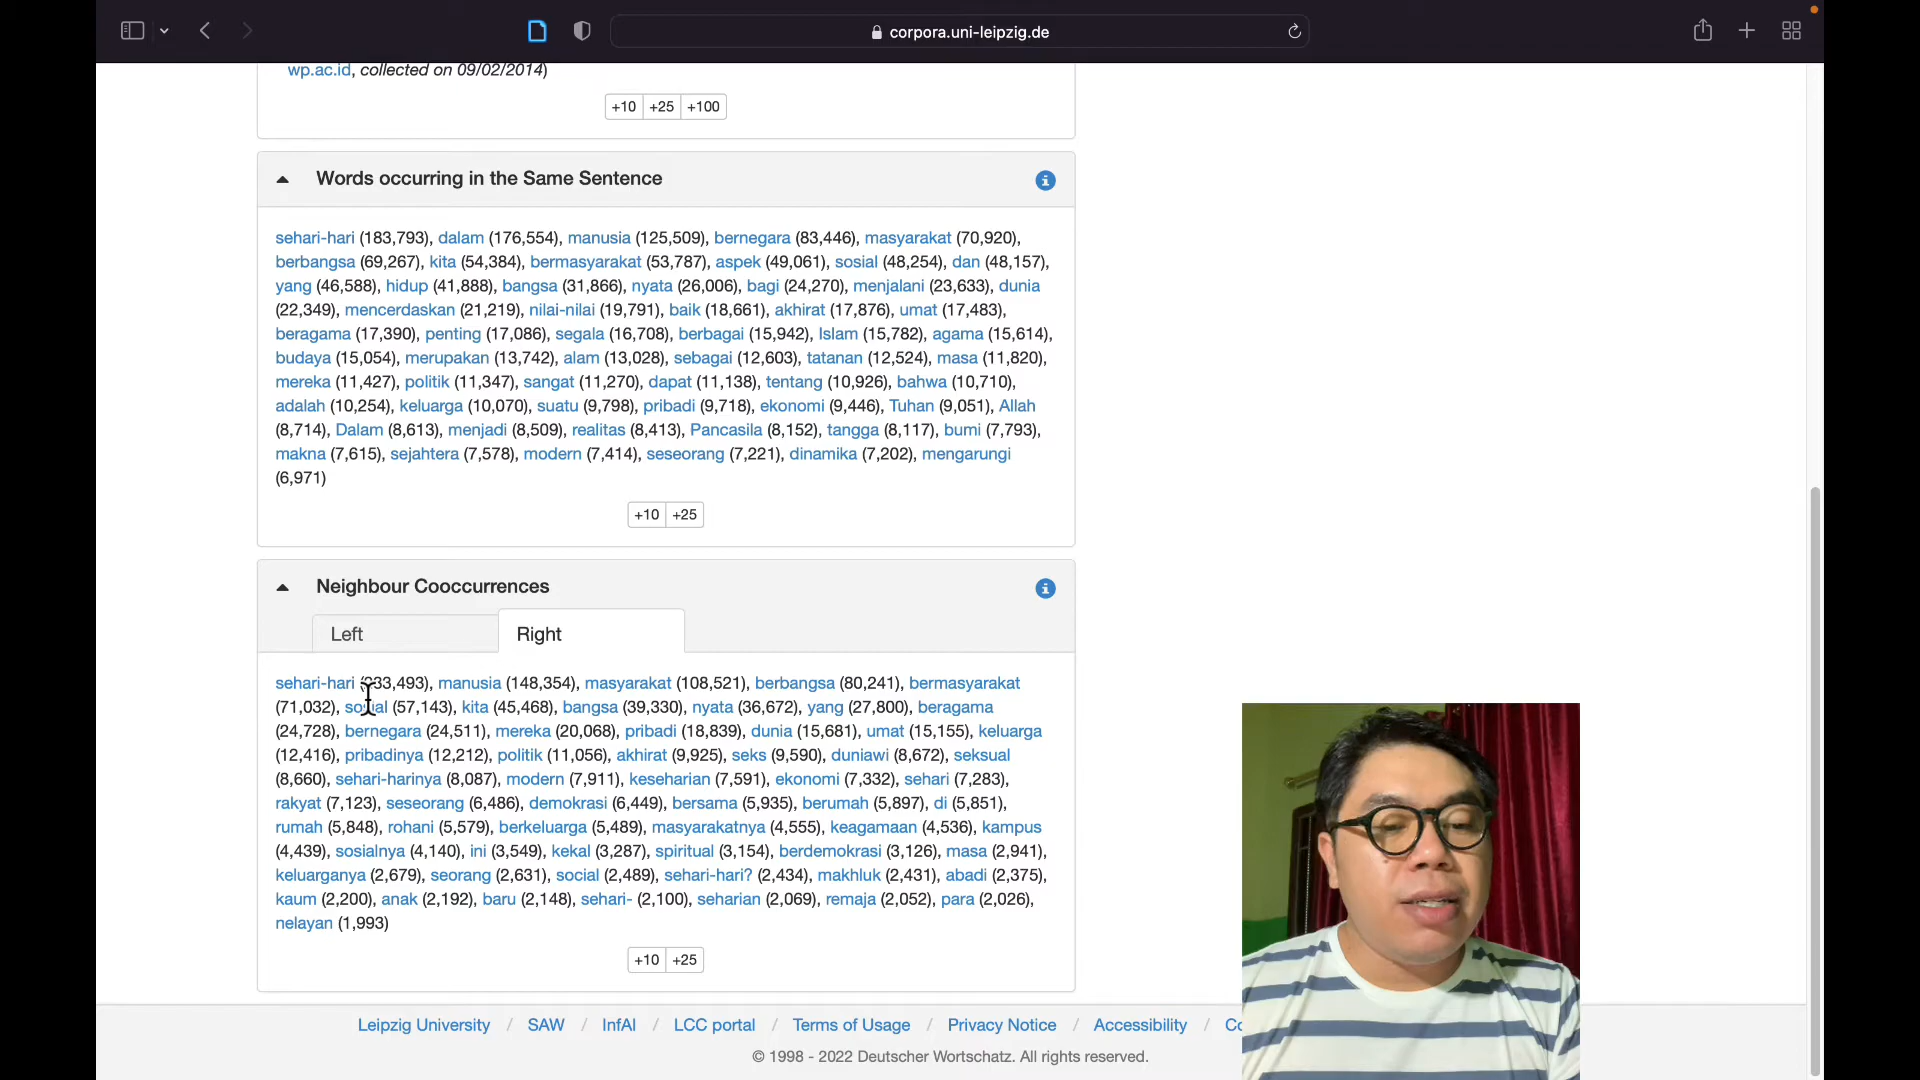 corpora.uni-leipzig.de
wp.ac.id, collected on 09/02/2014)
+10 +25 +100
Words occurring in the Same Sentence
sehari-hari (183,793), dalam (176,554), manusia (125,509), bernegara (83,446), masyarakat (70,920),
berbangsa (69,267), kita (54,384), bermasyarakat (53,787), aspek (49,061), sosial (48,254), dan (48,157),
yang (46,588), hidup (41,888), bangsa (31,866), nyata (26,006), bagi (24,270), menjalani (23,633), dunia
(22,349), mencerdaskan (21,219), nilai-nilai (19,791), baik (18,661), akhirat (17,876), umat (17,483),
beragama (17,390), penting (17,086), segala (16,708), berbagai (15,942), Islam (15,782), agama (15,614),
budaya (15,054), merupakan (13,742), alam (13,028), sebagai (12,603), tatanan (12,524), masa (11,820),
mereka (11,427), politik (11,347), sangat (11,270), dapat (11,138), tentang (10,926), bahwa (10,710),
adalah (10,254), keluarga (10,070), suatu (9,798), pribadi (9,718), ekonomi (9,446), Tuhan (9,051), Allah
(8,714), Dalam (8,613), menjadi (8,509), realitas (8,413), Pancasila (8,152), tangga (8,117), bumi (7,793),
makna (7,615), sejahtera (7,578), modern (7,414), seseorang (7,221), dinamika (7,202), mengarungi
(6,971)
+10 +25
Neighbour Cooccurrences
Left Right
sehari-hari manusia (148,354), masyarakat (108,521), berbangsa (80,241), bermasyarakat
(71,032), sosial (57,143), kita (45,468), bangsa (39,330), nyata (36,672), yang (27,800), beragama
(24,728), bernegara (24,511), mereka (20,068), pribadi (18,839), dunia (15,681), umat (15,155), keluarga
(12,416), pribadinya (12,212), politik (11,056), akhirat (9,925), seks (9,590), duniawi (8,672), seksual
(8,660), sehari-harinya (8,087), modern (7,911), keseharian (7,591), ekonomi (7,332), sehari (7,283),
rakyat (7,123), seseorang (6,486), demokrasi (6,449), bersama (5,935), berumah (5,897), di (5,851),
rumah (5,848), rohani (5,579), berkeluarga (5,489), masyarakatnya (4,555), keagamaan (4,536), kampus
(4,439), sosialnya (4,140), ini (3,549), kekal (3,287), spiritual (3,154), berdemokrasi (3,126), masa (2,941),
keluarganya (2,679), seorang (2,631), social (2,489), sehari-hari? (2,434), makhluk (2,431), abadi (2,375),
kaum (2,200), anak (2,192), baru (2,148), sehari- (2,100), seharian (2,069), remaja (2,052), para (2,026),
nelayan (1,993)
+10 +25
Leipzig University / SAW / InfAI / LCC portal / Terms of Usage / Privacy Notice / Accessibility /
© 1998 - 2022 Deutscher Wortschatz. All rights reserved.